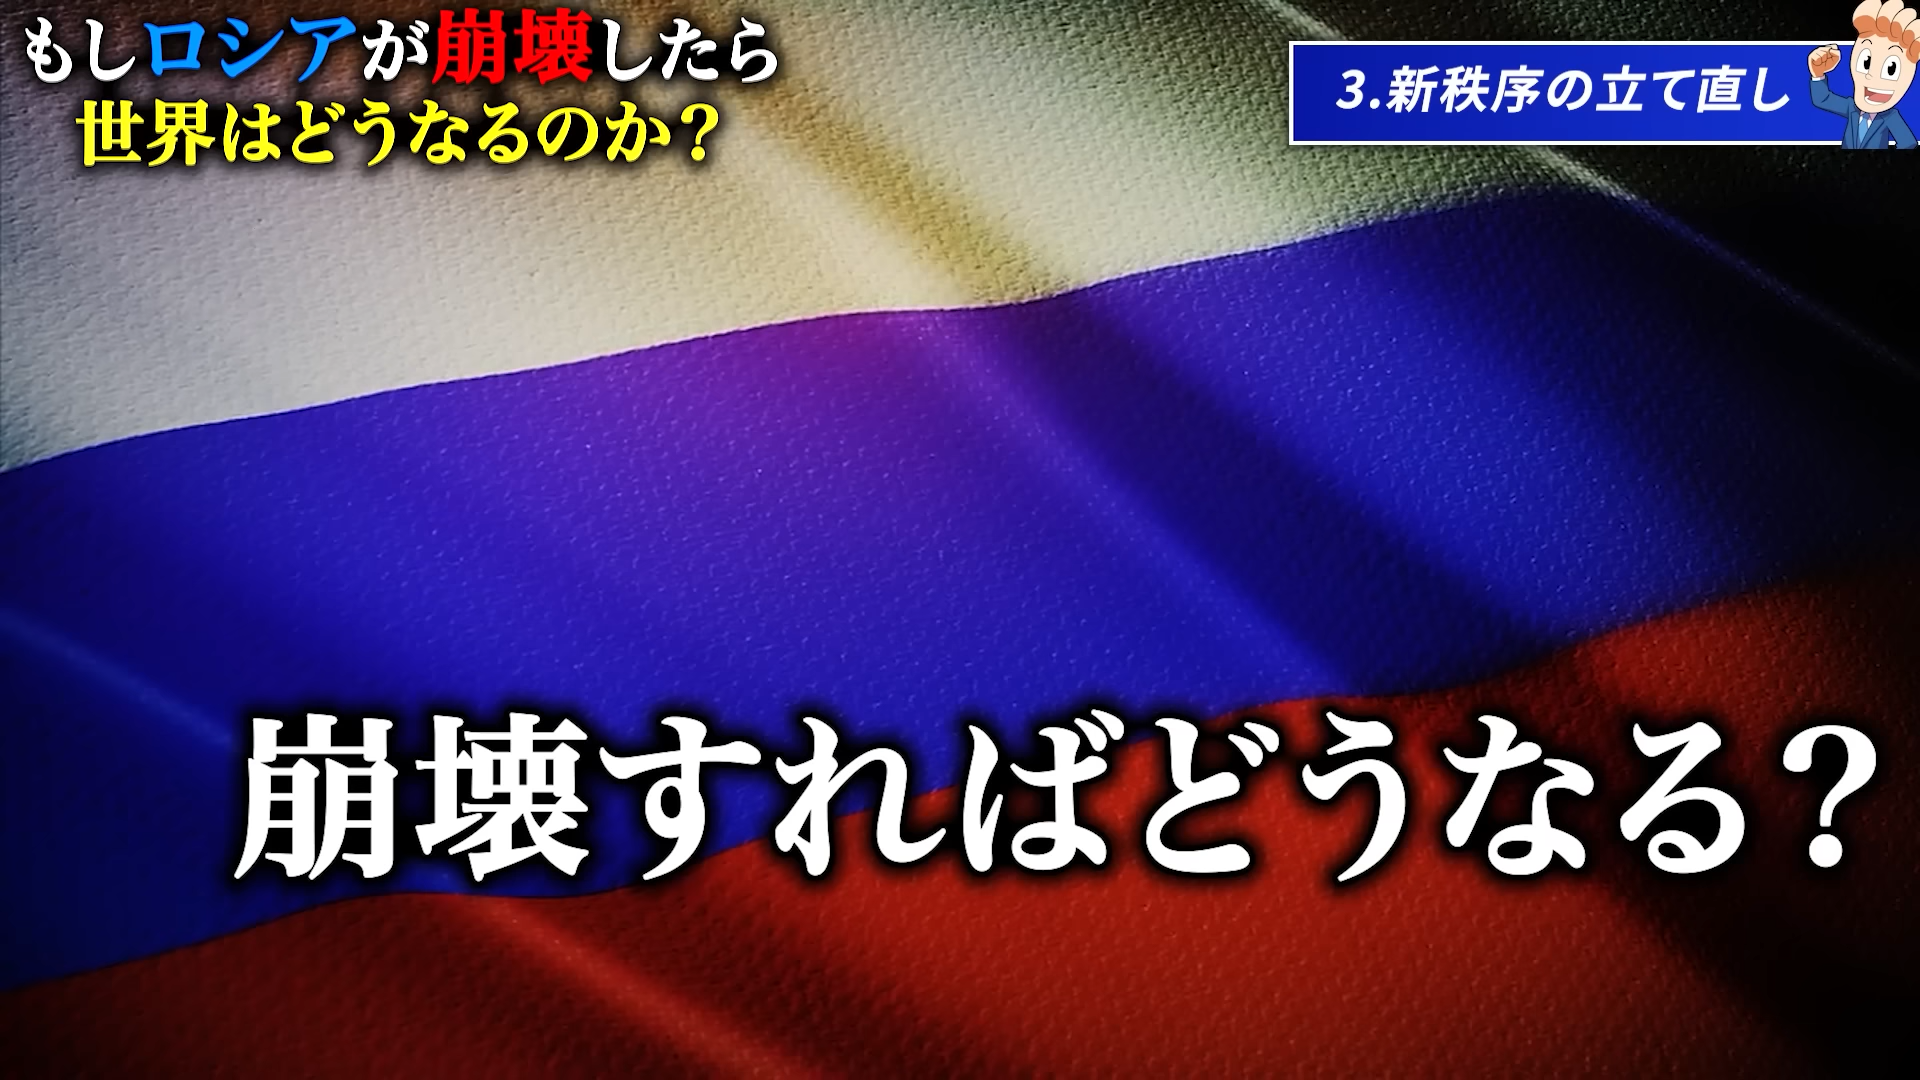 もしロシアが崩壊したら
世界はどうなるのか？
3.新秩序の立て直し
崩壊すればどうなる？